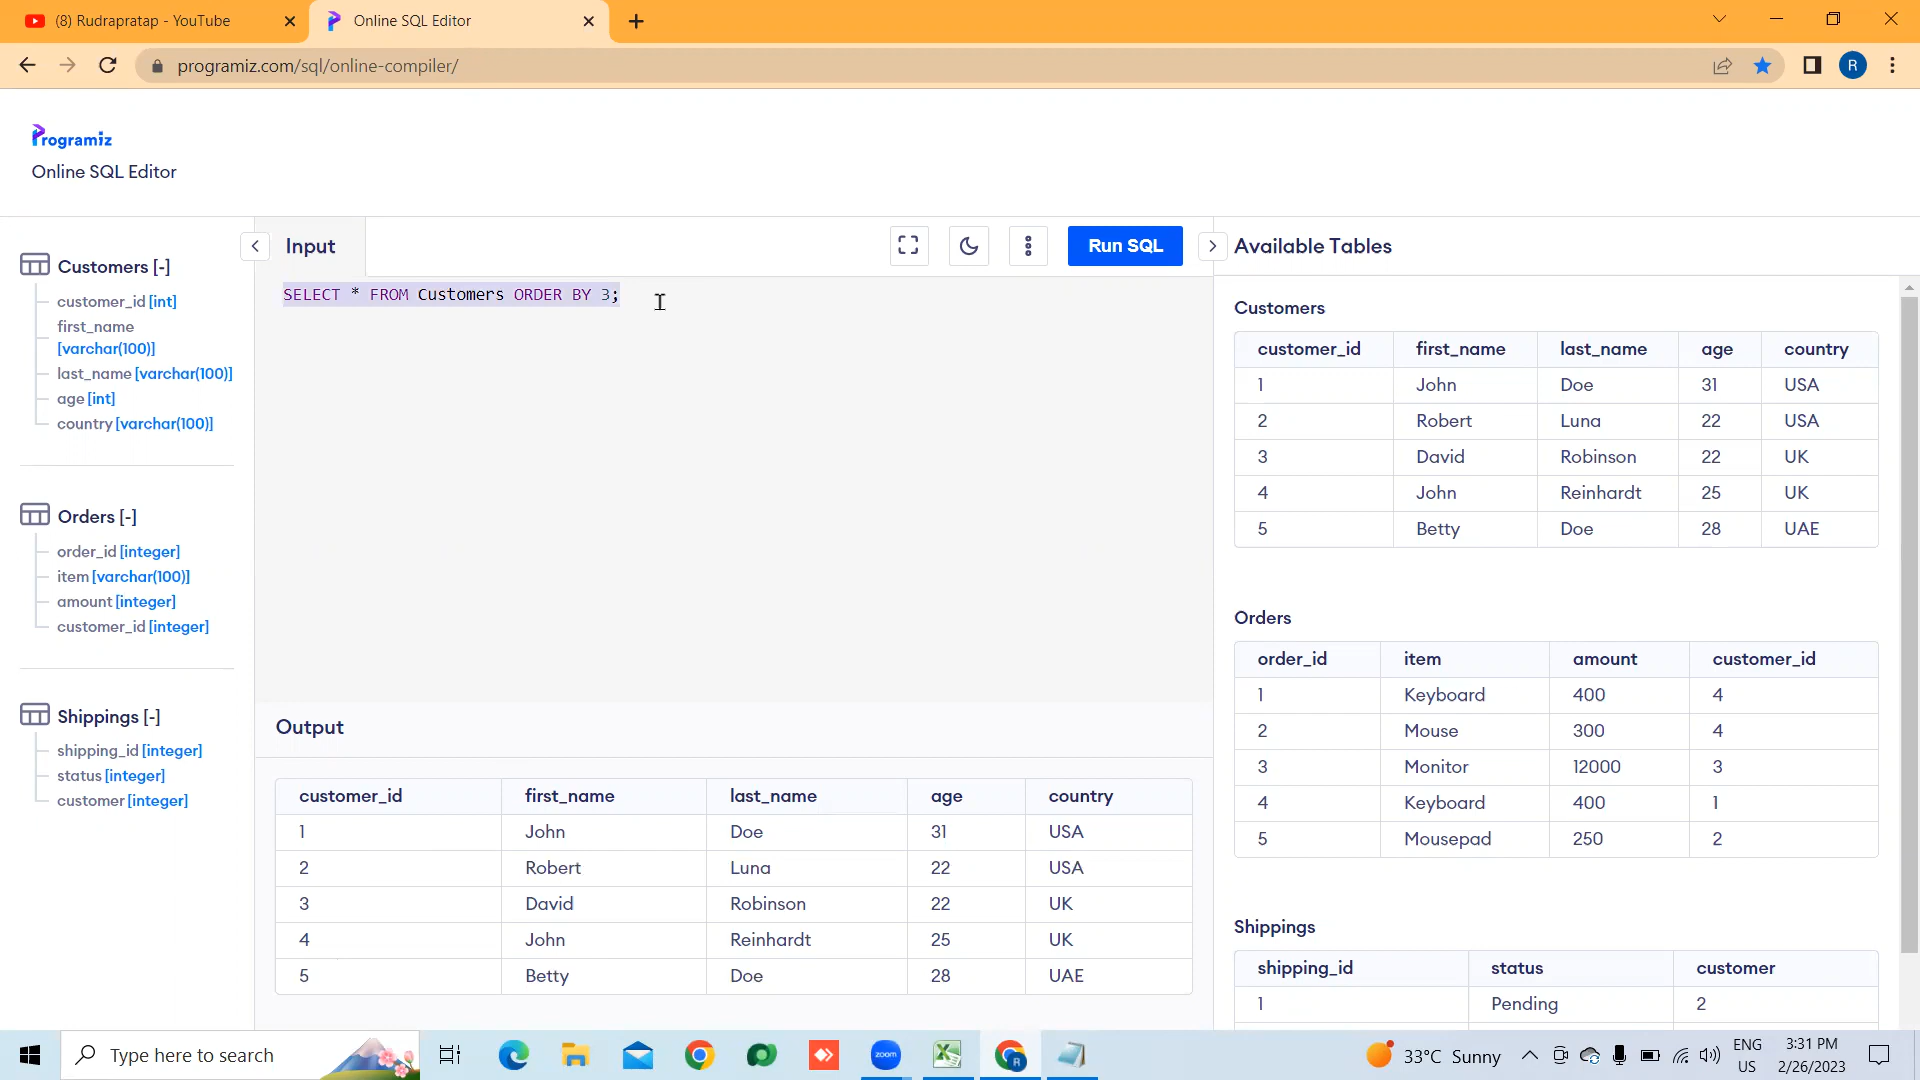 (8) Rudrapratap - YouTube
Online SQL Editor
programiz.com/sql/online-compiler/
R
Programiz
Online SQL Editor
Customers [-]
customer_id [int]
first_name
[varchar(100)]
last_name [varchar(100)]
age [int]
country [varchar(100)]
Orders [-]
order_id [integer]
item [varchar(100)]
amount [integer]
customer_id [integer]
Shippings [-]
shipping_id [integer]
status [integer]
customer [integer]
Input
Run SQL
SELECT * FROM Customers ORDER BY 3;
Output
customer_id first_name last_name age country
1 John Doe 31 USA
2 Robert Luna 22 USA
3 David Robinson 22 UK
4 John Reinhardt 25 UK
5 Betty Doe 28 UAE
Available Tables
Customers
customer_id first_name last_name age country
1 John Doe 31 USA
2 Robert Luna 22 USA
3 David Robinson 22 UK
4 John Reinhardt 25 UK
5 Betty Doe 28 UAE
Orders
order_id item amount customer_id
1 Keyboard 400 4
2 Mouse 300 4
3 Monitor 12000 3
4 Keyboard 400 1
5 Mousepad 250 2
Shippings
shipping_id status customer
1 Pending 2
Type here to search
zoom
R
33°C Sunny
ENG
US
3:31 PM
2/26/2023